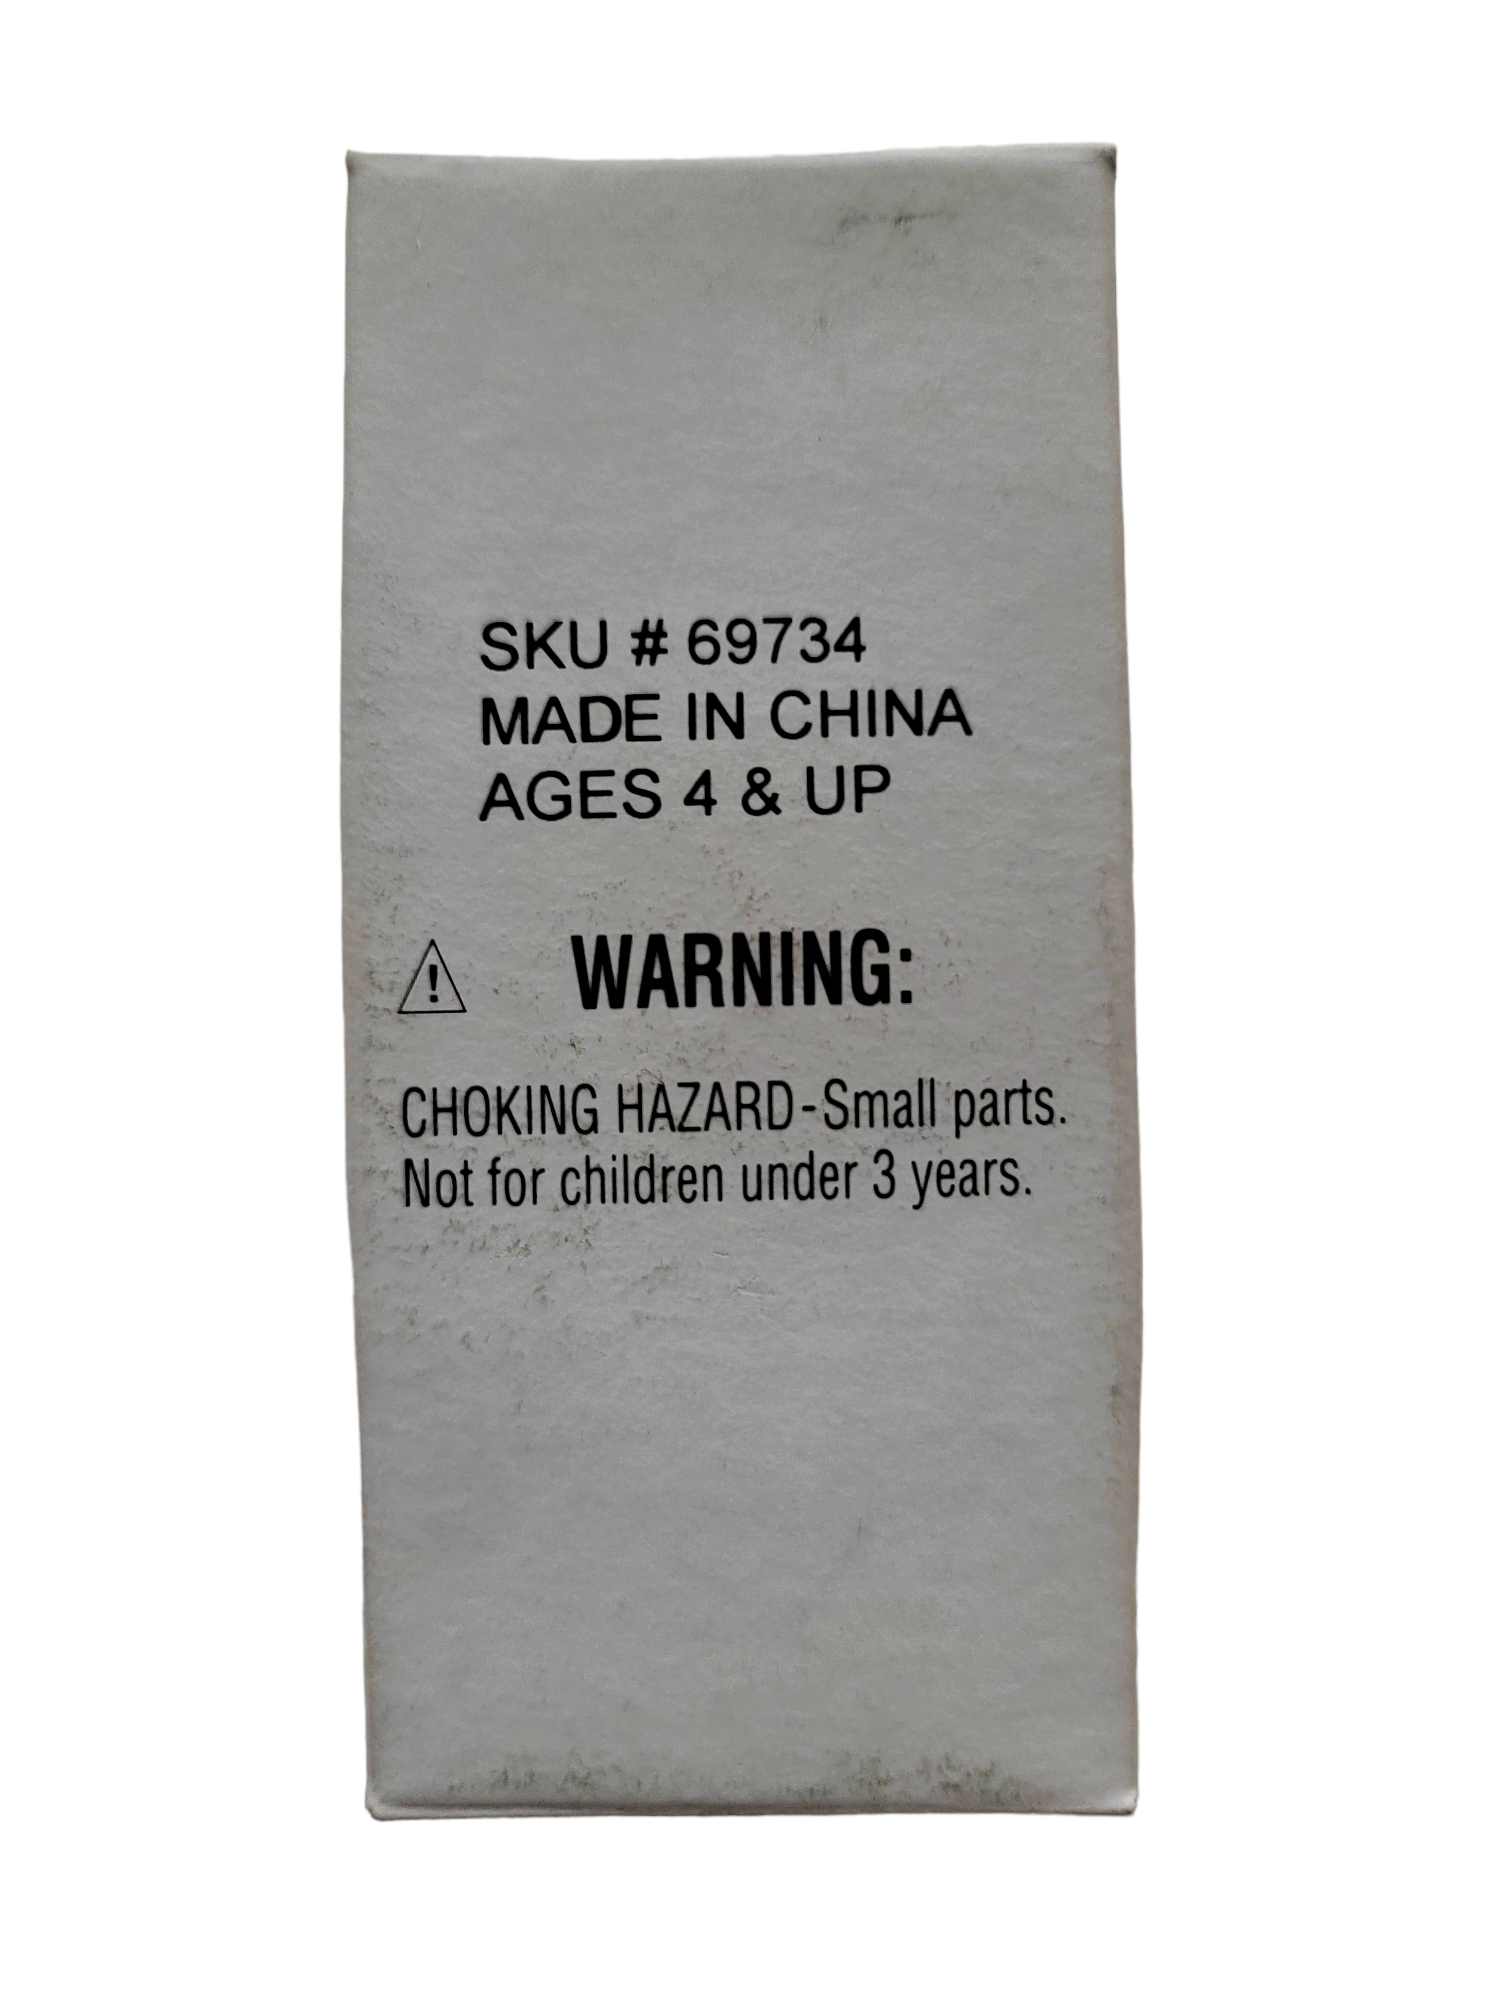 SKU # 69734
MADE IN CHINA
AGES 4 & UP
⚠ WARNING:
CHOKING HAZARD-Small parts.
Not for children under 3 years.